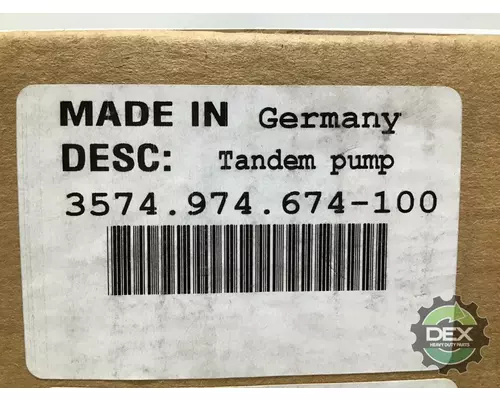 MADE IN Germany
DESC: Tandem pump
3574.974.674-100
DEX
HEAVY DUTY PARTS